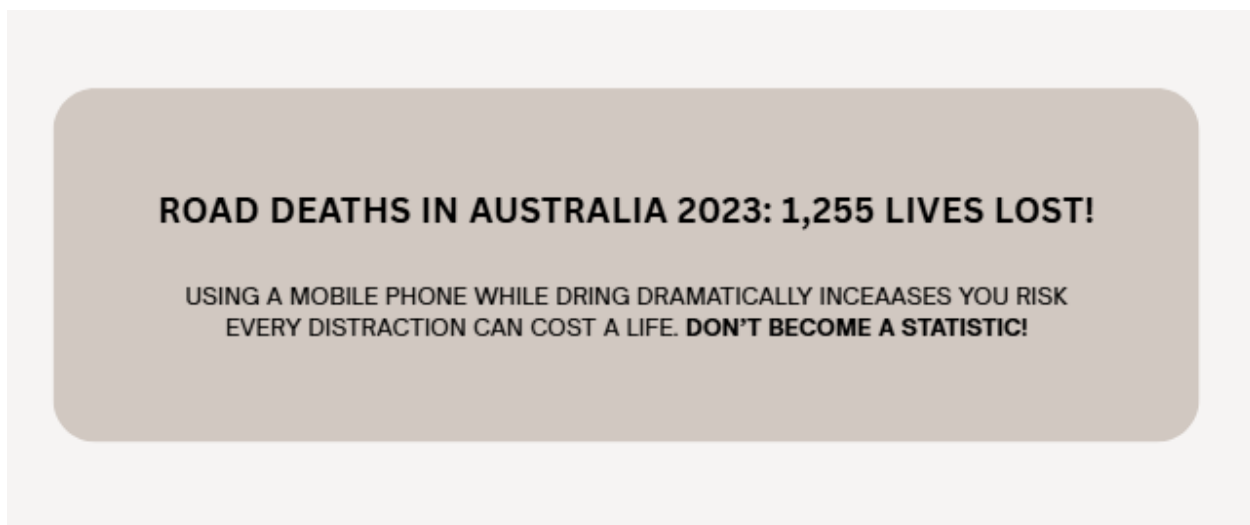 ROAD DEATHS IN AUSTRALIA 2023: 1,255 LIVES LOST!
USING A MOBILE PHONE WHILE DRING DRAMATICALLY INCEAASES YOU RISK
EVERY DISTRACTION CAN COST A LIFE. DON'T BECOME A STATISTIC!